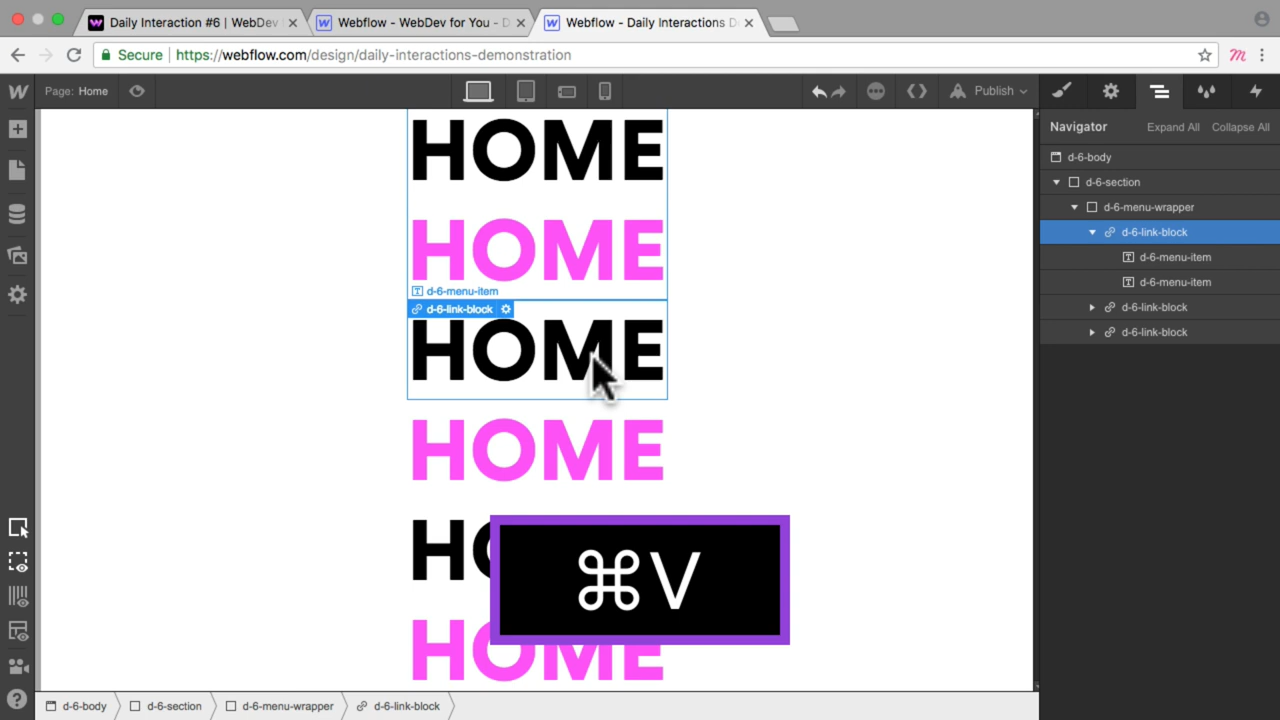 Daily Interaction #6 | WebDev
Webflow - WebDev for You - D
Webflow - Daily Interactions D
Secure
https://webflow.com/design/daily-interactions-demonstration
Page: Home
Publish
Navigator
Expand All
Collapse All
d-6-body
d-6-section
d-6-menu-wrapper
d-6-link-block
d-6-menu-item
d-6-menu-item
d-6-link-block
d-6-link-block
HOME
HOME
d-6-menu-item
d-6-link-block
HOME
HOME
⌘V
HOME
d-6-body
d-6-section
d-6-menu-wrapper
d-6-link-block